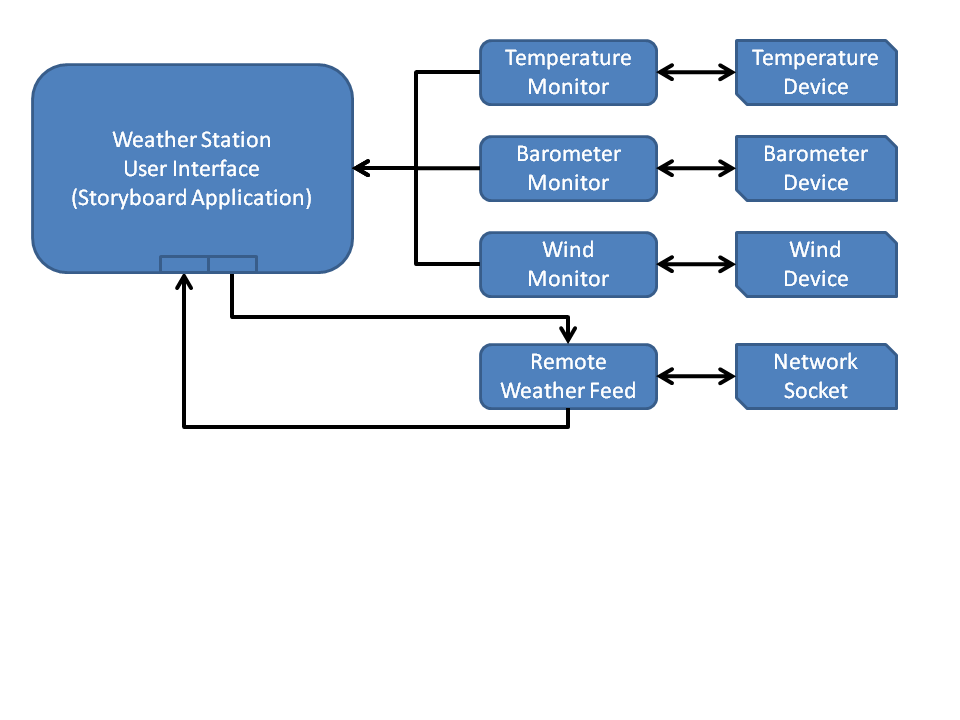 Weather Station
User Interface
(Storyboard Application)
Temperature
Monitor
Temperature
Device
Barometer
Monitor
Barometer
Device
Wind
Monitor
Wind
Device
Remote
Weather Feed
Network
Socket